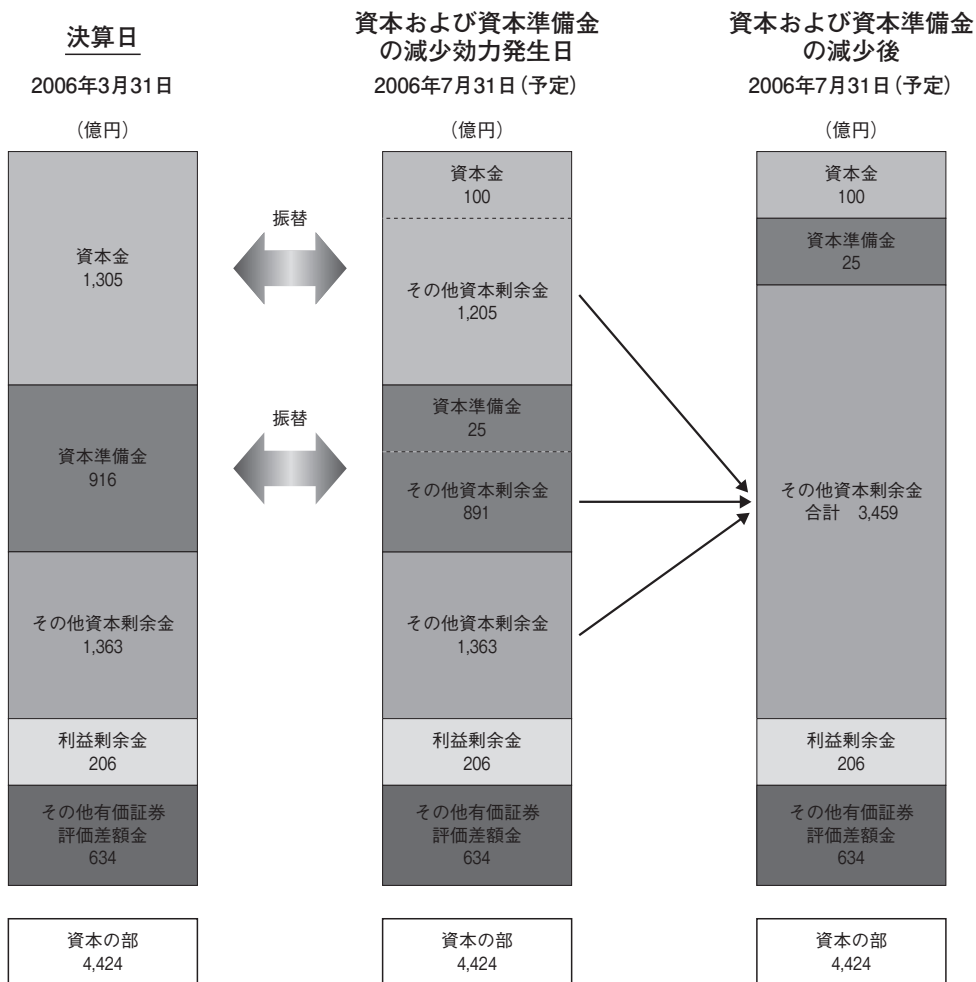 決算日
2006年3月31日
(億円)
資本金
1,305
資本準備金
916
その他資本剰余金
1,363
利益剰余金
206
その他有価証券
評価差額金
634
資本の部
4,424
振替
振替
資本および資本準備金
の減少効力発生日
2006年7月31日(予定)
(億円)
資本金
100
その他資本剰余金
1,205
資本準備金
25
その他資本剰余金
891
その他資本剰余金
1,363
利益剰余金
206
その他有価証券
評価差額金
634
資本の部
4,424
資本および資本準備金
の減少後
2006年7月31日(予定)
(億円)
資本金
100
資本準備金
25
その他資本剰余金
合計 3,459
利益剰余金
206
その他有価証券
評価差額金
634
資本の部
4,424